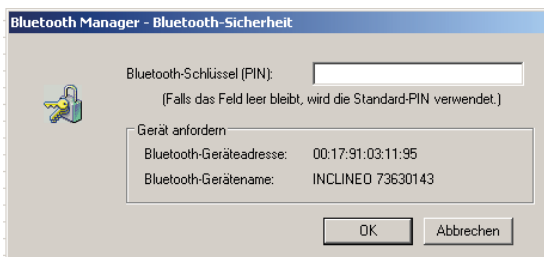 Bluetooth Manager - Bluetooth-Sicherheit
Bluetooth-Schlüssel (PIN):
(Falls das Feld leer bleibt, wird die Standard-PIN verwendet.)
Gerät anfordern
Bluetooth-Geräteadresse: 00:17:91:03:11:95
Bluetooth-Gerätename: INCLINEO 73630143
OK Abbrechen